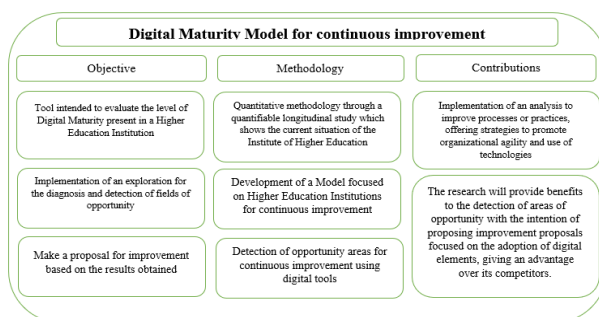 Digital Maturity Model for continuous improvement
Objective
Tool intended to evaluate the level of
Digital Maturity present in a Higher
Education Institution
Implementation of an exploration for
the diagnosis and detection of fields of
opportunity
Make a proposal for improvement
based on the results obtained
Methodology
Quantitative methodology through a
quantifiable longitudinal study which
shows the current situation of the
Institute of Higher Education
Development of a Model focused
on Higher Education Institutions
for continuous improvement
Detection of opportunity areas for
continuous improvement using
digital tools
Contributions
Implementation of an analysis to
improve processes or practices,
offering strategies to promote
organizational agility and use of
technologies
The research will provide benefits
to the detection of areas of
opportunity with the intention of
proposing improvement proposals
focused on the adoption of digital
elements, giving an advantage
over its competitors.